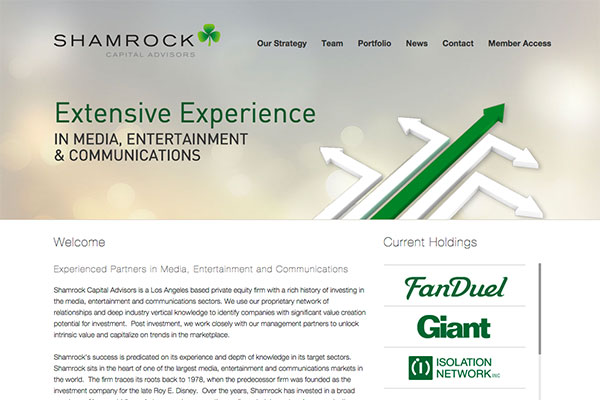 SHAMROCK
CAPITAL ADVISORS
Our Strategy Team Portfolio News Contact Member Access
Extensive Experience
IN MEDIA, ENTERTAINMENT
& COMMUNICATIONS
Welcome
Experienced Partners in Media, Entertainment and Communications
Shamrock Capital Advisors is a Los Angeles based private equity firm with a rich history of investing in
the media, entertainment and communications sectors. We use our proprietary network of
relationships and deep industry vertical knowledge to identify companies with significant value creation
potential for investment. Post investment, we work closely with our management partners to unlock
intrinsic value and capitalize on trends in the marketplace.
Shamrock's success is predicated on its experience and depth of knowledge in its target sectors.
Shamrock sits in the heart of one of the largest media, entertainment and communications markets in
the world. The firm traces its roots back to 1978, when the predecessor firm was founded as the
investment company for the late Roy E. Disney. Over the years, Shamrock has invested in a broad
Current Holdings
FanDuel
Giant
ISOLATION
NETWORK INC